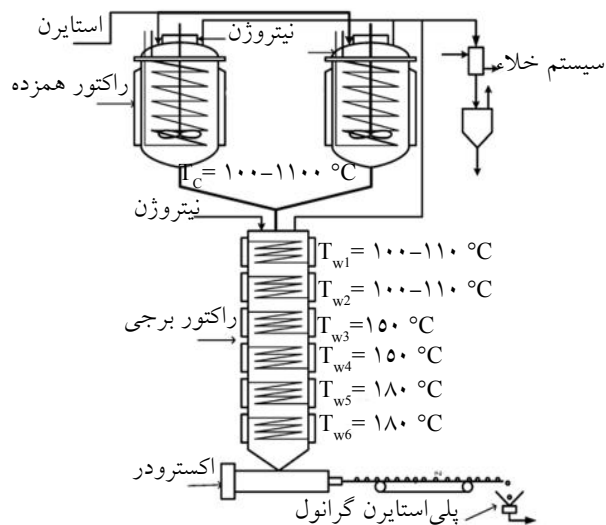 استایرن
نیتروژن
راکتور همزده
سیستم خلاء
T_C= ۱۰۰-۱۱۰۰ °C
نیتروژن
T_w1= ۱۰۰-۱۱۰ °C
T_w2= ۱۰۰-۱۱۰ °C
راکتور برجی
T_w3=۱۵۰ °C
T_w4= ۱۵۰ °C
T_w5= ۱۸۰ °C
T_w6= ۱۸۰ °C
اکسترودر
پلی‌استایرن گرانول